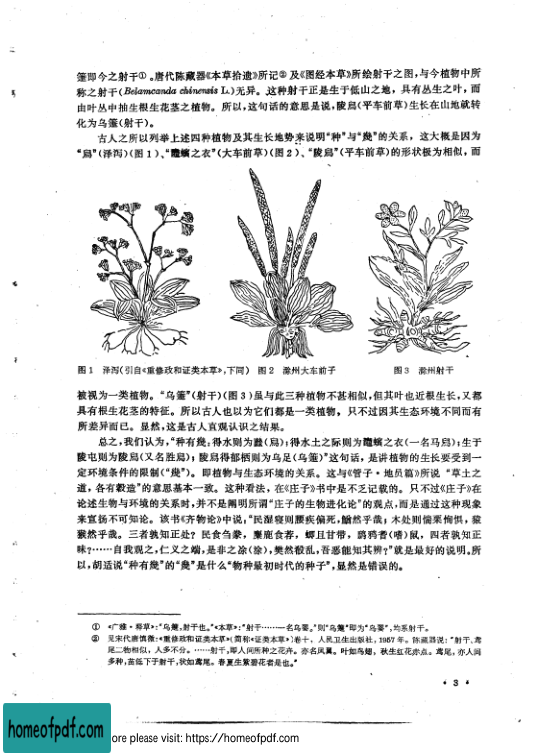 箑即今之射干①。唐代陈藏器《本草拾遗》所记②及《图经本草》所绘射干之图,与今植物中所
称之射干(Belamcanda chinensis L.)无异。这种射干正是生于低山之地,具有丛生之叶,而
由叶丛中抽生根生花茎之植物。所以,这句话的意思是说,陵舄(平车前草)生长在山地就转
化为乌箑(射干)。
古人之所以列举上述四种植物及其生长地势来说明“种”与“幾”的关系,这大概是因为
“舄”(泽泻)(图1)、“鼃蠙之衣”(大车前草)(图2)、“陵舄”(平车前草)的形状极为相似,而
图1 泽泻(引自《重修政和证类本草》,下同) 图2 滁州大车前子 图3 滁州射干
被视为一类植物。“乌箑”(射干)(图3)虽与此三种植物不甚相似,但其叶也近根生长,又都
具有根生花茎的特征。所以古人也以为它们都是一类植物,只不过因其生态环境不同而有
所差异而已。显然,这是古人直观认识之结果。
总之,我们认为,“种有幾:得水则为䘒(舄);得水土之际则为鼃蠙之衣(一名马舄);生于
陵屯则为陵舄(又名胜舄);陵舄得郁栖则为乌足(乌箑)”这句话,是讲植物的生长要受到一
定环境条件的限制(“幾”)。即植物与生态环境的关系。这与《管子·地员篇》所说 “草土之
道,各有穀造”的意思基本一致。这种看法,在《庄子》书中是不乏记载的。只不过《庄子》在
论述生物与环境的关系时,并不是阐明所谓“庄子的生物进化论”的观点,而是通过这种现象
来宣扬不可知论。该书《齐物论》中说:“民湿寝则腰疾偏死,鰌然乎哉;木处则惴栗恂惧,猿
猴然乎哉。三者孰知正处?民食刍豢,麋鹿食荐,蝍且甘带,鸱鸦耆(嗜)鼠,四者孰知正
味?……自我观之,仁义之端,是非之涂(途),樊然殽乱,吾恶能知其辨?”就是最好的说明。所
以,胡适说“种有幾”的“幾”是什么“物种最初时代的种子”,显然是错误的。
① 《广雅·释草》:“乌箑,射干也。”《本草》:“射干……一名乌箑。”则“乌箑”即为“乌箑”,均系射干。
② 见宋代唐慎微:《重修政和证类本草》(简称《证类本草》)卷十,人民卫生出版社,1957年。陈藏器说:“射干、鸢
尾二物相似,人多不分。……射干,即人间所种之花卉。亦名凤翼。叶如鸟翅,秋生红花赤点。鸢尾,亦人间
多种,苗低下于射干,状如鸢尾。春夏生紫碧花者是也。”
· 3 ·
homeofpdf.com
ore please visit: https://homeofpdf.com